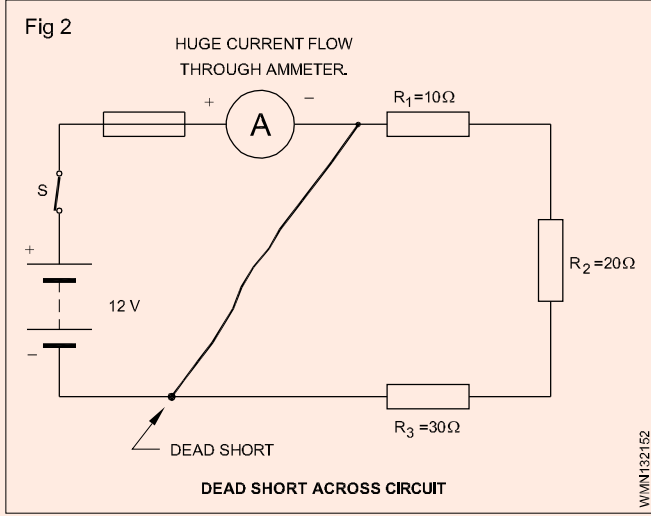 Fig 2
HUGE CURRENT FLOW
THROUGH AMMETER.
+
A
–
R1=10Ω
S
+
12 V
–
R2=20Ω
R3=30Ω
DEAD SHORT
DEAD SHORT ACROSS CIRCUIT
WMN132152